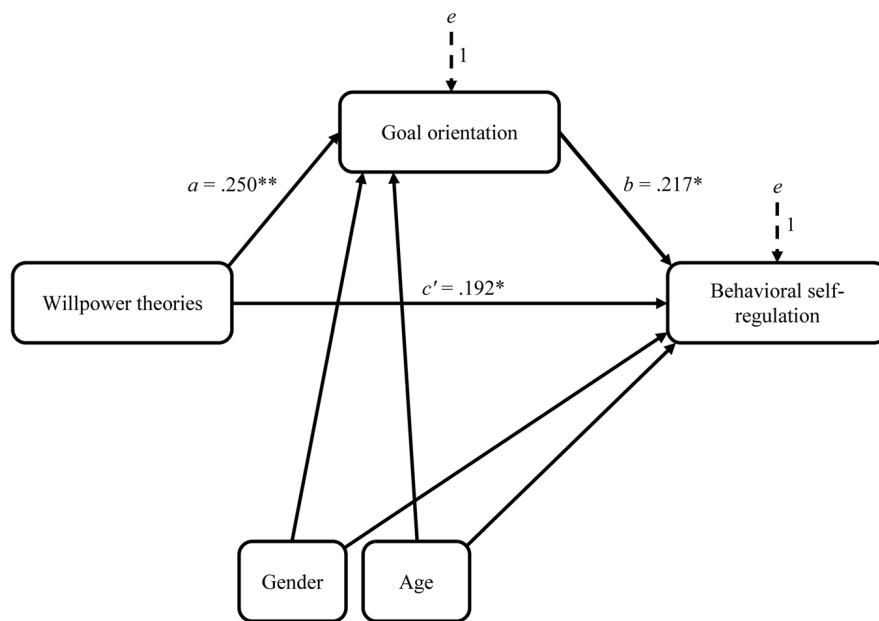 e
1
Goal orientation
a = .250**
b = .217*
e
1
Willpower theories
c′ = .192*
Behavioral self-
regulation
Gender
Age